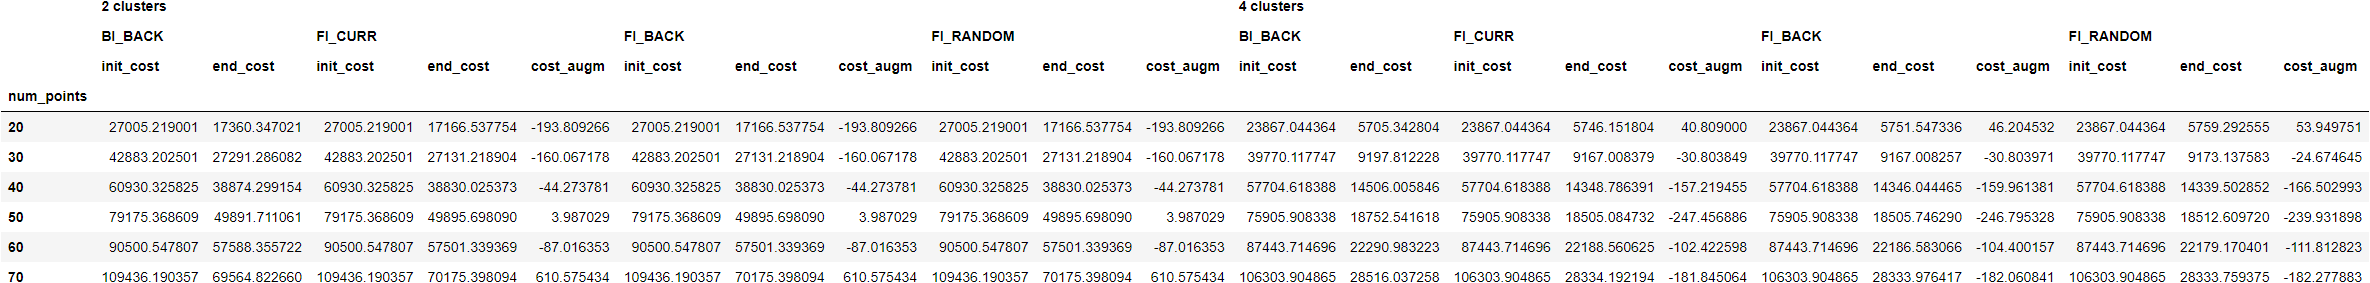 2 clusters 4 clusters
BI_BACK FI_CURR FI_BACK FI_RANDOM BI_BACK FI_CURR FI_BACK FI_RANDOM
init_cost end_cost init_cost end_cost cost_augm init_cost end_cost cost_augm init_cost end_cost cost_augm init_cost end_cost init_cost end_cost cost_augm init_cost end_cost cost_augm init_cost end_cost cost_augm
num_points
20 27005.219001 17360.347021 27005.219001 17166.537754 -193.809266 27005.219001 17166.537754 -193.809266 27005.219001 17166.537754 -193.809266 23867.044364 5705.342804 23867.044364 5746.151804 40.809000 23867.044364 5751.547336 46.204532 23867.044364 5759.292555 53.949751
30 42883.202501 27291.286082 42883.202501 27131.218904 -160.067178 42883.202501 27131.218904 -160.067178 42883.202501 27131.218904 -160.067178 39770.117747 9197.812228 39770.117747 9167.008379 -30.803849 39770.117747 9167.008257 -30.803971 39770.117747 9173.137583 -24.674645
40 60930.325825 38874.299154 60930.325825 38830.025373 -44.273781 60930.325825 38830.025373 -44.273781 60930.325825 38830.025373 -44.273781 57704.618388 14506.005846 57704.618388 14348.786391 -157.219455 57704.618388 14346.044465 -159.961381 57704.618388 14339.502852 -166.502993
50 79175.368609 49891.711061 79175.368609 49895.698090 3.987029 79175.368609 49895.698090 3.987029 79175.368609 49895.698090 3.987029 75905.908338 18752.541618 75905.908338 18505.084732 -247.456886 75905.908338 18505.746290 -246.795328 75905.908338 18512.609720 -239.931898
60 90500.547807 57588.355722 90500.547807 57501.339369 -87.016353 90500.547807 57501.339369 -87.016353 90500.547807 57501.339369 -87.016353 87443.714696 22290.983223 87443.714696 22188.560625 -102.422598 87443.714696 22186.583066 -104.400157 87443.714696 22179.170401 -111.812823
70 109436.190357 69564.822660 109436.190357 70175.398094 610.575434 109436.190357 70175.398094 610.575434 109436.190357 70175.398094 610.575434 106303.904865 28516.037258 106303.904865 28334.192194 -181.845064 106303.904865 28333.976417 -182.060841 106303.904865 28333.759375 -182.277883